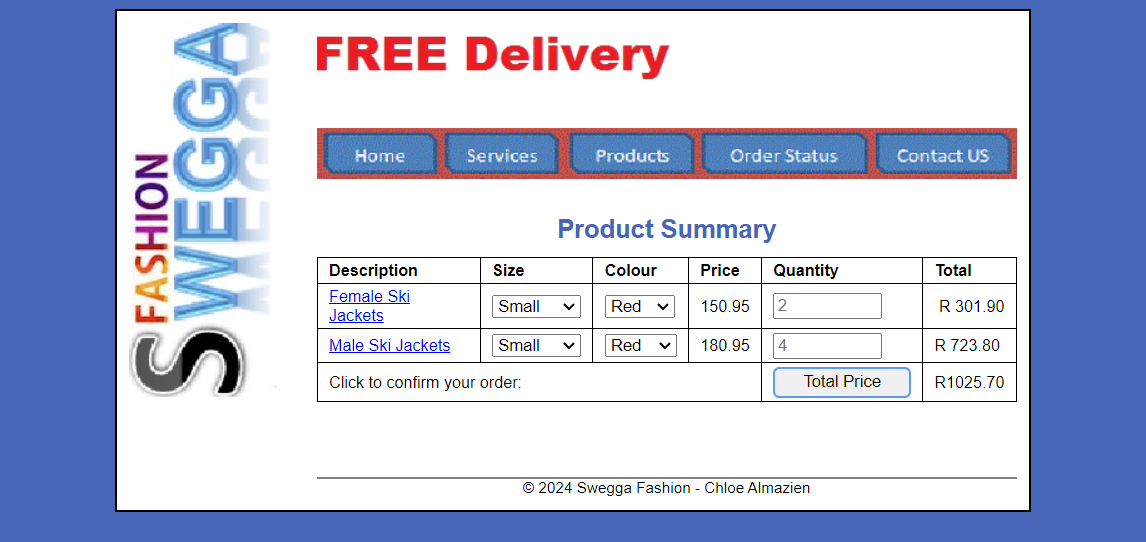 FASHION
SWEGGA
FREE Delivery
Home Services Products Order Status Contact US
Product Summary
Description Size Colour Price Quantity Total
Female Ski
Jackets Small Red 150.95 2 R 301.90
Male Ski Jackets Small Red 180.95 4 R 723.80
Click to confirm your order: Total Price R1025.70
© 2024 Swegga Fashion - Chloe Almazien